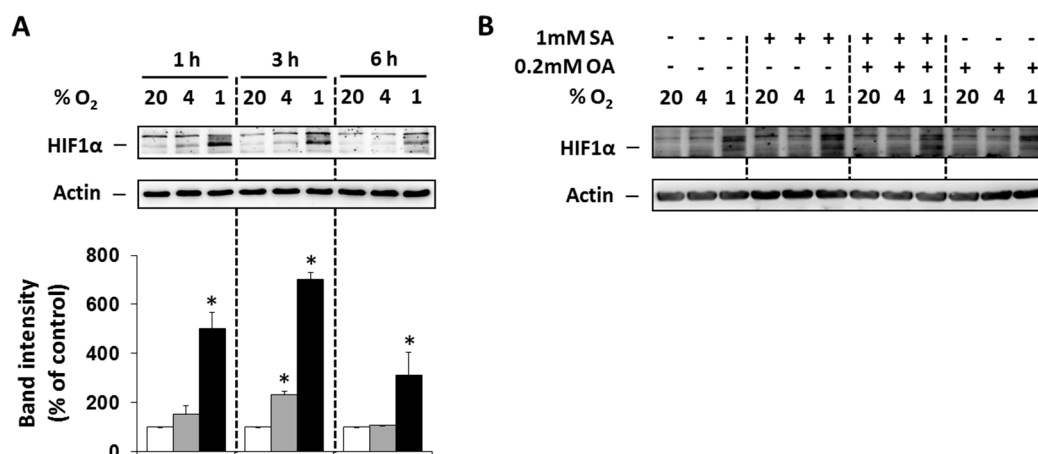 A
1 h 3 h 6 h
% O₂ 20 4 1 20 4 1 20 4 1
HIF1α –
Actin –
Band intensity
(% of control)
800
600
400
200
0
* * * *
B
1mM SA - - - + + + + + + - - -
0.2mM OA - - - - - - + + + + + +
% O₂ 20 4 1 20 4 1 20 4 1 20 4 1
HIF1α –
Actin –